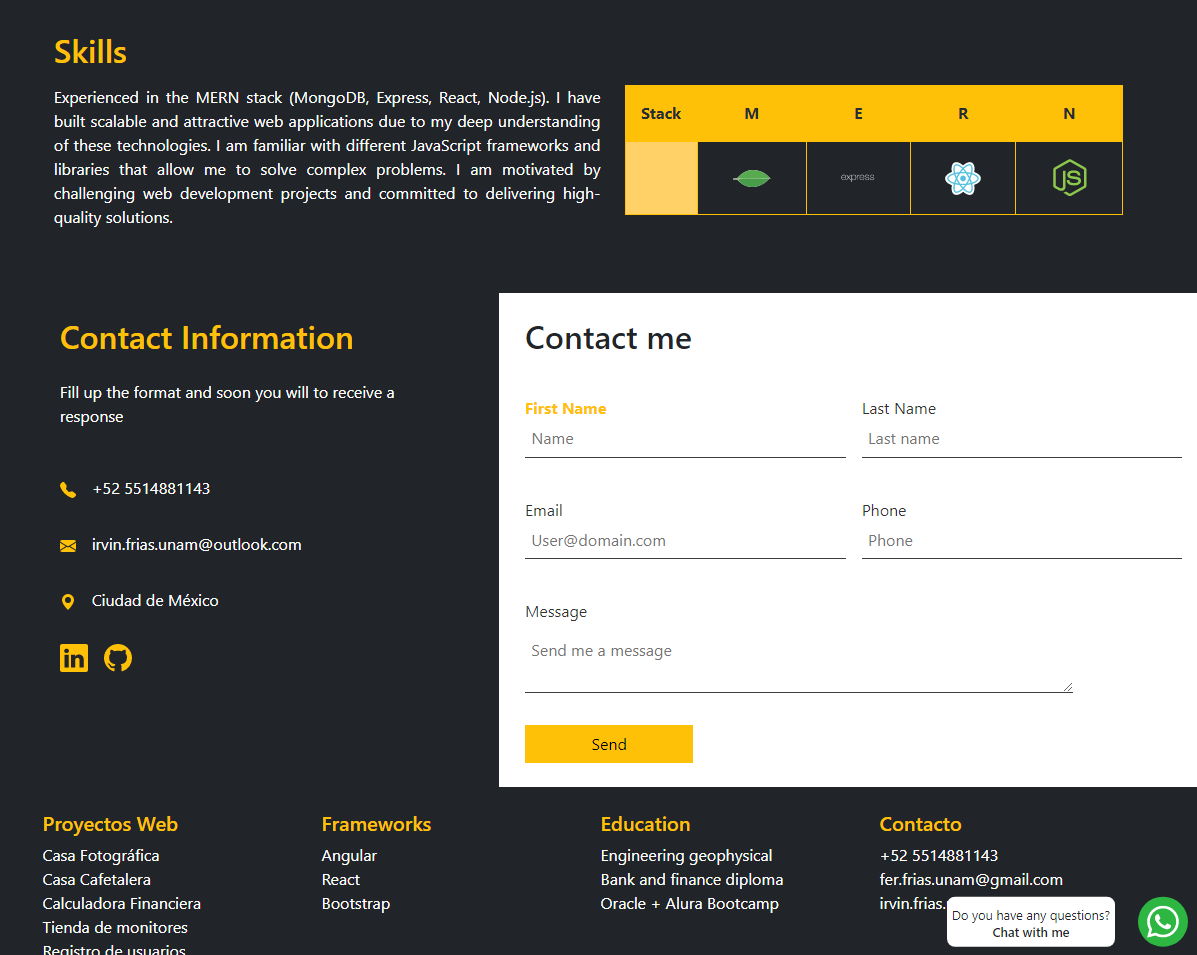 Skills
Experienced in the MERN stack (MongoDB, Express, React, Node.js). I have
built scalable and attractive web applications due to my deep understanding
of these technologies. I am familiar with different JavaScript frameworks and
libraries that allow me to solve complex problems. I am motivated by
challenging web development projects and committed to delivering high-
quality solutions.
Stack M E R N
express JS
Contact Information
Fill up the format and soon you will to receive a
response
+52 5514881143
irvin.frias.unam@outlook.com
Ciudad de México
in
Contact me
First Name Last Name
Name Last name
Email Phone
User@domain.com Phone
Message
Send me a message
Send
Proyectos Web
Casa Fotográfica
Casa Cafetalera
Calculadora Financiera
Tienda de monitores
Registro de usuarios
Frameworks
Angular
React
Bootstrap
Education
Engineering geophysical
Bank and finance diploma
Oracle + Alura Bootcamp
Contacto
+52 5514881143
fer.frias.unam@gmail.com
irvin.frias.
Do you have any questions?
Chat with me